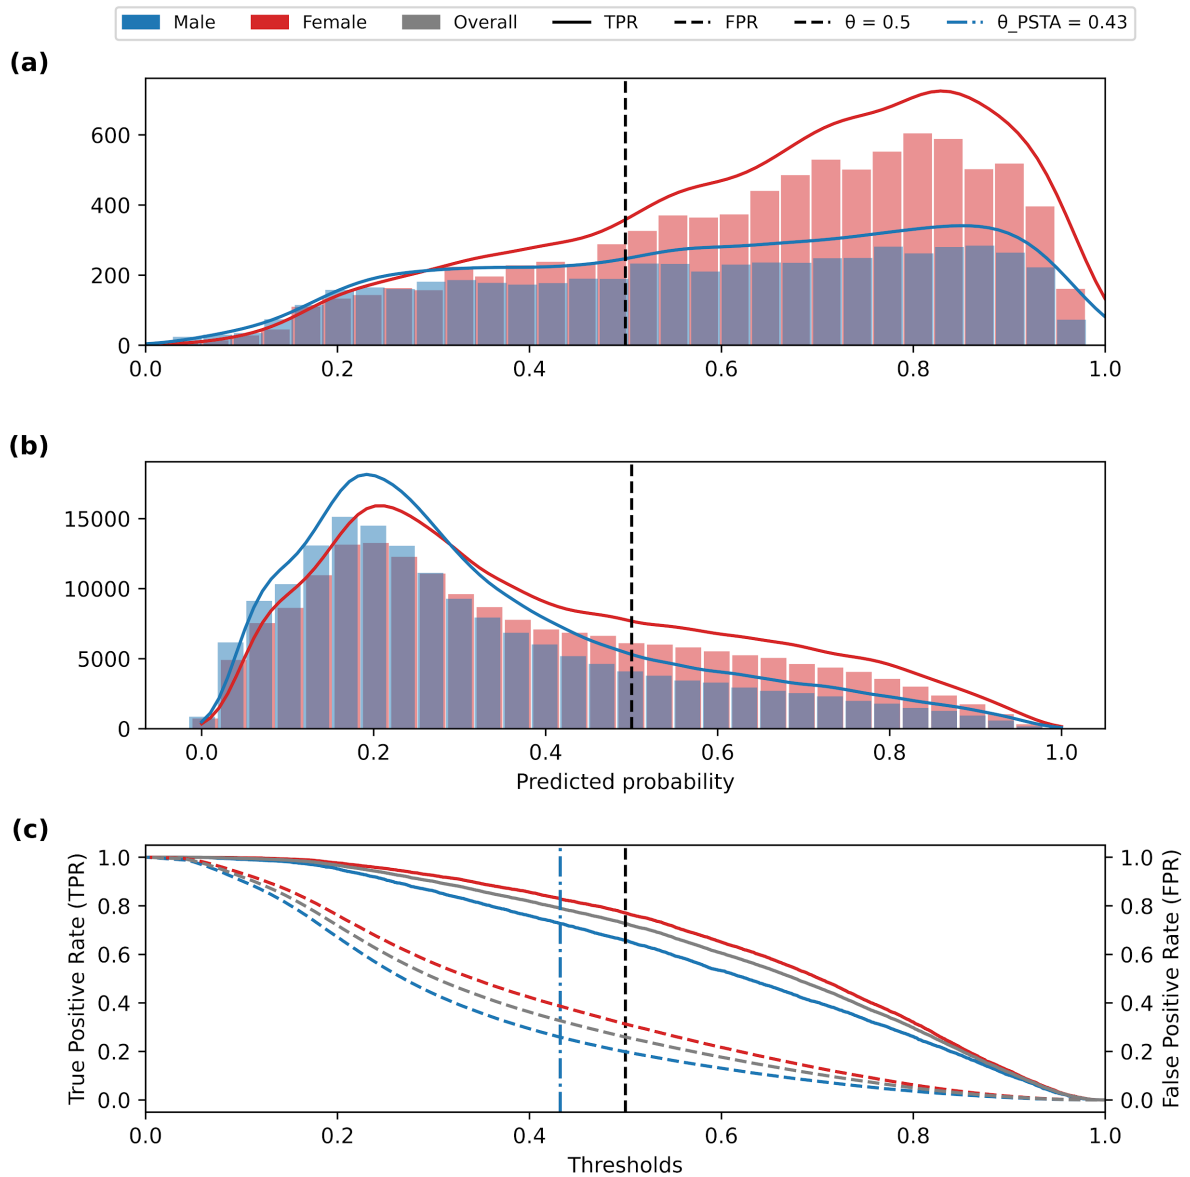 Male Female Overall TPR FPR θ = 0.5 θ_PSTA = 0.43
(a)
600
400
200
0
0.0 0.2 0.4 0.6 0.8 1.0
(b)
15000
10000
5000
0
0.0 0.2 0.4 0.6 0.8 1.0
Predicted probability
(c)
True Positive Rate (TPR)
1.0
0.8
0.6
0.4
0.2
0.0
1.0
0.8
0.6
0.4
0.2
0.0
False Positive Rate (FPR)
0.0 0.2 0.4 0.6 0.8 1.0
Thresholds